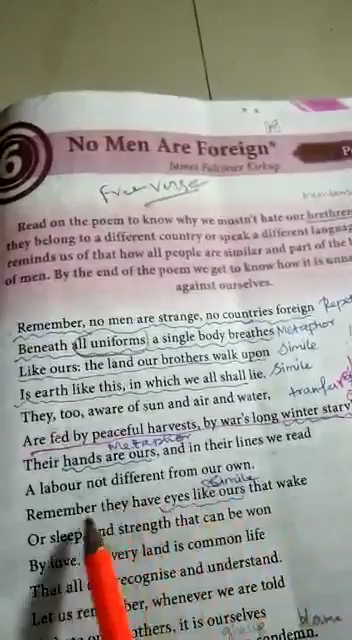 6
No Men Are Foreign*
James Falconer Kirkup
Free verse
Read on the poem to know why we mustn't hate our brethren
they belong to a different country or speak a different
reminds us of that how all people are similar and part of the
of men. By the end of the poem we get to know how it is
against ourselves.
Remember, no men are strange, no countries foreign
Beneath all uniforms, a single body breathes Metaphor
Like ours: the land our brothers walk upon Simile
Is earth like this, in which we all shall lie. Simile
They, too, aware of sun and air and water,
Are fed by peaceful harvests, by war's long winter starv
Metaphor
Their hands are ours, and in their lines we read
A labour not different from our own.
Simile
Remember they have eyes like ours that wake
Or sleep, and strength that can be won
By love. In very land is common life
That all recognise and understand.
Let us remember, whenever we are told
others, it is ourselves
ondemn.